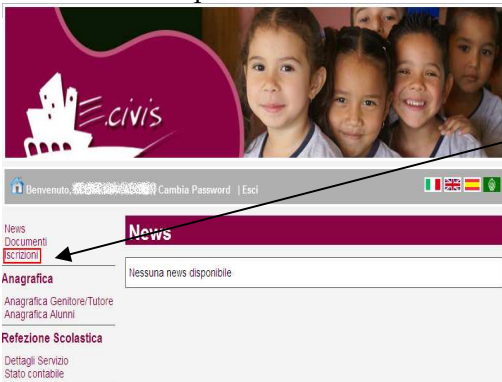 E.civis
Benvenuto, Cambia Password | Esci
News
Documenti
Iscrizioni
Anagrafica
Anagrafica Genitore/Tutore
Anagrafica Alunni
Refezione Scolastica
Dettagli Servizio
Stato contabile
News
Nessuna news disponibile